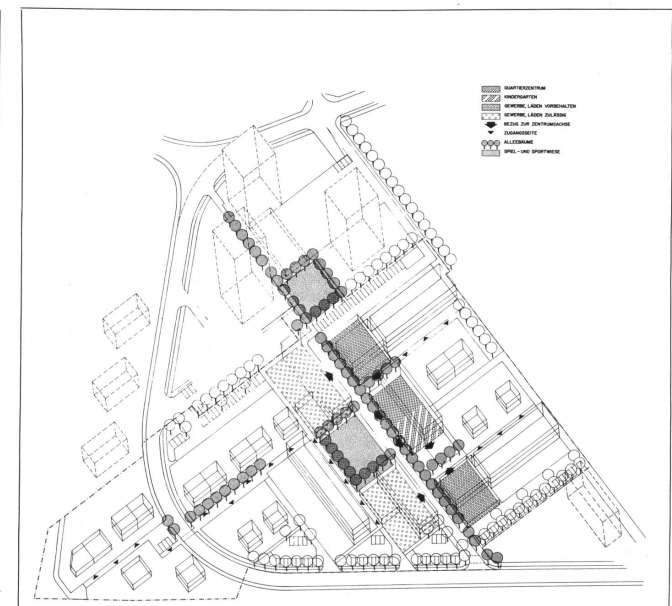 QUARTIERZENTRUM
KINDERGARTEN
GEWERBE, LÄDEN VORSCHALTEN
GEWERBE, LÄDEN ZULÄSSIG
BEZUG ZUR ZENTRUMSACHSE
ZUGANGSSEITE
ALLEEBÄUME
SPIEL- UND SPORTWIESE